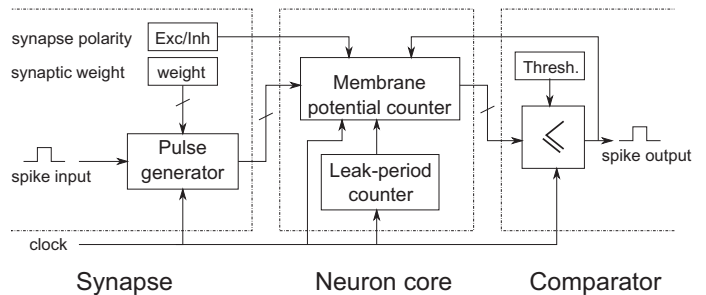 synapse polarity
Exc/Inh
synaptic weight
weight
Thresh.
Membrane
potential counter
≤
Pulse
generator
spike input
spike output
Leak-period
counter
clock
Synapse
Neuron core
Comparator